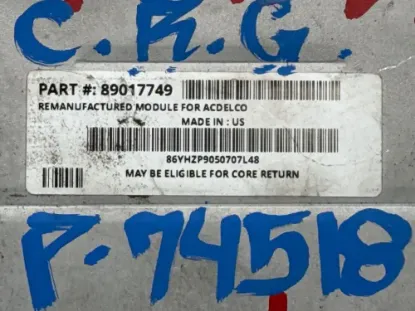 C.R.G.
PART #: 89017749
REMANUFACTURED MODULE FOR ACDELCO
MADE IN : US
86YHZP9050707L48
MAY BE ELIGIBLE FOR CORE RETURN
P-74518